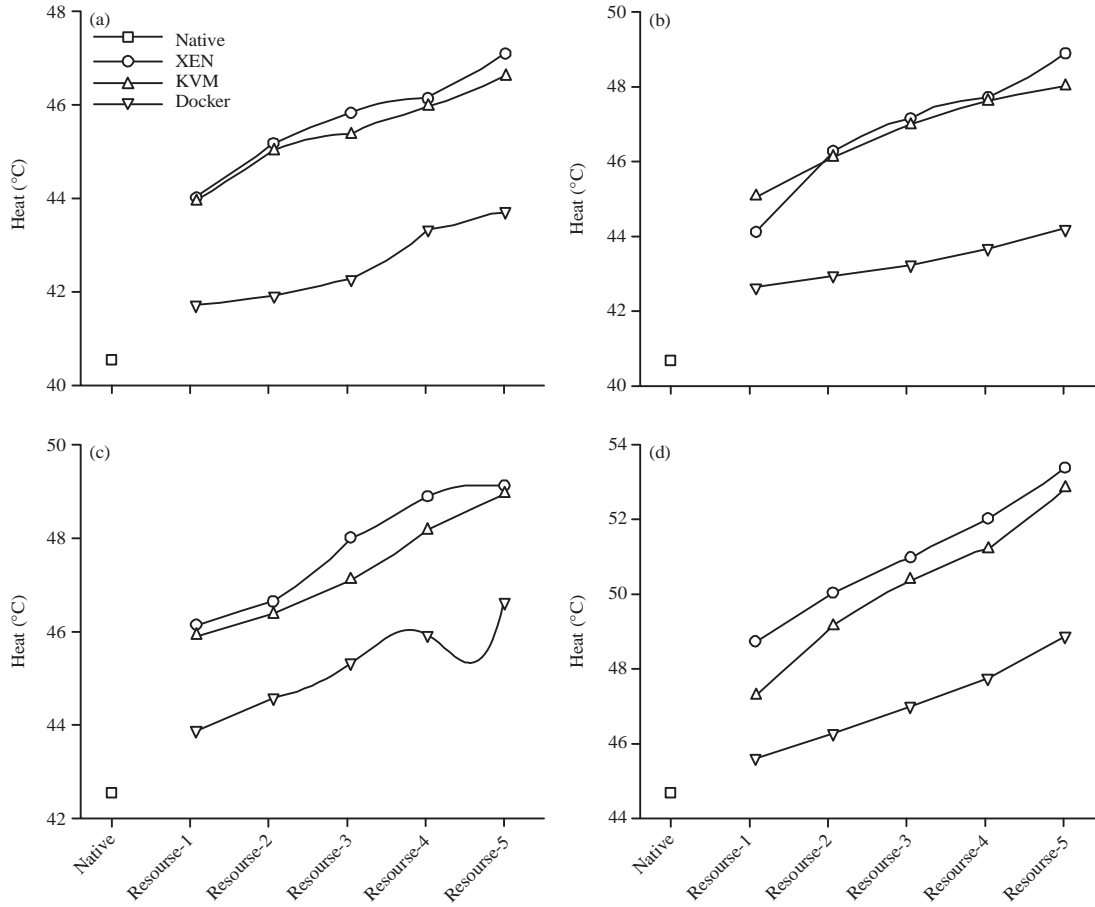 (a)
Native
XEN
KVM
Docker
48
46
44
42
40
Heat (°C)
(b)
50
48
46
44
42
40
Heat (°C)
(c)
50
48
46
44
42
Heat (°C)
Native
Resourse-1
Resourse-2
Resourse-3
Resourse-4
Resourse-5
(d)
54
52
50
48
46
44
Heat (°C)
Native
Resourse-1
Resourse-2
Resourse-3
Resourse-4
Resourse-5